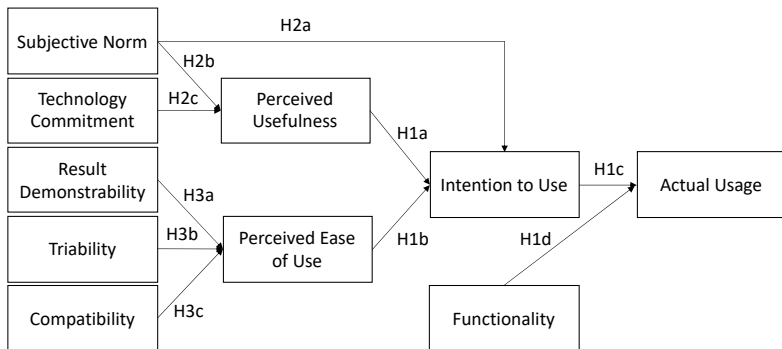 H2a
Subjective Norm
H2b
Technology
Commitment
H2c
Perceived
Usefulness
H1a
Result
Demonstrability
H3a
Intention to Use
H1c
Actual Usage
Triability
H3b
Perceived Ease
of Use
H1b
H1d
H3c
Compatibility
Functionality